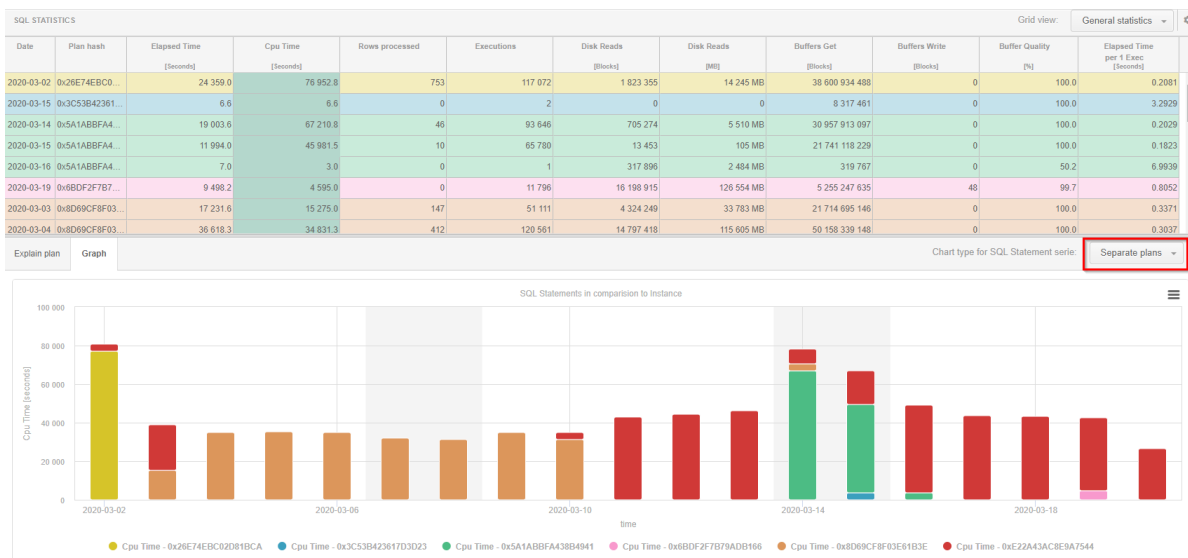 SQL STATISTICS Grid view: General statistics
Date Plan hash Elapsed Time Cpu Time Rows processed Executions Disk Reads Disk Reads Buffers Get Buffers Write Buffer Quality Elapsed Time per 1 Exec
[Seconds] [Seconds] [Blocks] [MB] [Blocks] [Blocks] [%] [Seconds]
2020-03-02 0x26E74EBC0... 24 359.0 76 952.8 753 117 072 1 823 355 14 245 MB 38 600 934 488 0 100.0 0.2081
2020-03-15 0x3C53B42361... 6.6 6.6 0 2 0 0 8 317 461 0 100.0 3.2929
2020-03-14 0x5A1ABBFA4... 19 003.6 67 210.8 46 93 646 705 274 5 510 MB 30 957 913 097 0 100.0 0.2029
2020-03-15 0x5A1ABBFA4... 11 994.0 45 981.5 10 65 780 13 453 105 MB 21 741 118 229 0 100.0 0.1823
2020-03-16 0x5A1ABBFA4... 7.0 3.0 0 1 317 896 2 484 MB 319 767 0 50.2 6.9939
2020-03-19 0x6BDF2F7B7... 9 498.2 4 595.0 0 11 796 16 198 915 126 554 MB 5 255 247 635 48 99.7 0.8052
2020-03-03 0x8D69CF8F03... 17 231.6 15 275.0 147 51 111 4 324 249 33 783 MB 21 714 695 146 0 100.0 0.3371
2020-03-04 0x8D69CF8F03... 36 618.3 34 831.3 412 120 561 14 797 418 115 605 MB 50 158 339 148 0 100.0 0.3037
Explain plan Graph Chart type for SQL Statement serie: Separate plans
SQL Statements in comparision to Instance
100 000
80 000
60 000
40 000
20 000
0
Cpu Time [seconds]
2020-03-02 2020-03-06 2020-03-10 2020-03-14 2020-03-18
time
Cpu Time - 0x26E74EBC02D81BCA Cpu Time - 0x3C53B423617D3D23 Cpu Time - 0x5A1ABBFA438B4941 Cpu Time - 0x6BDF2F7B79ADB166 Cpu Time - 0x8D69CF8F03E61B3E Cpu Time - 0xE22A43AC8E9A7544